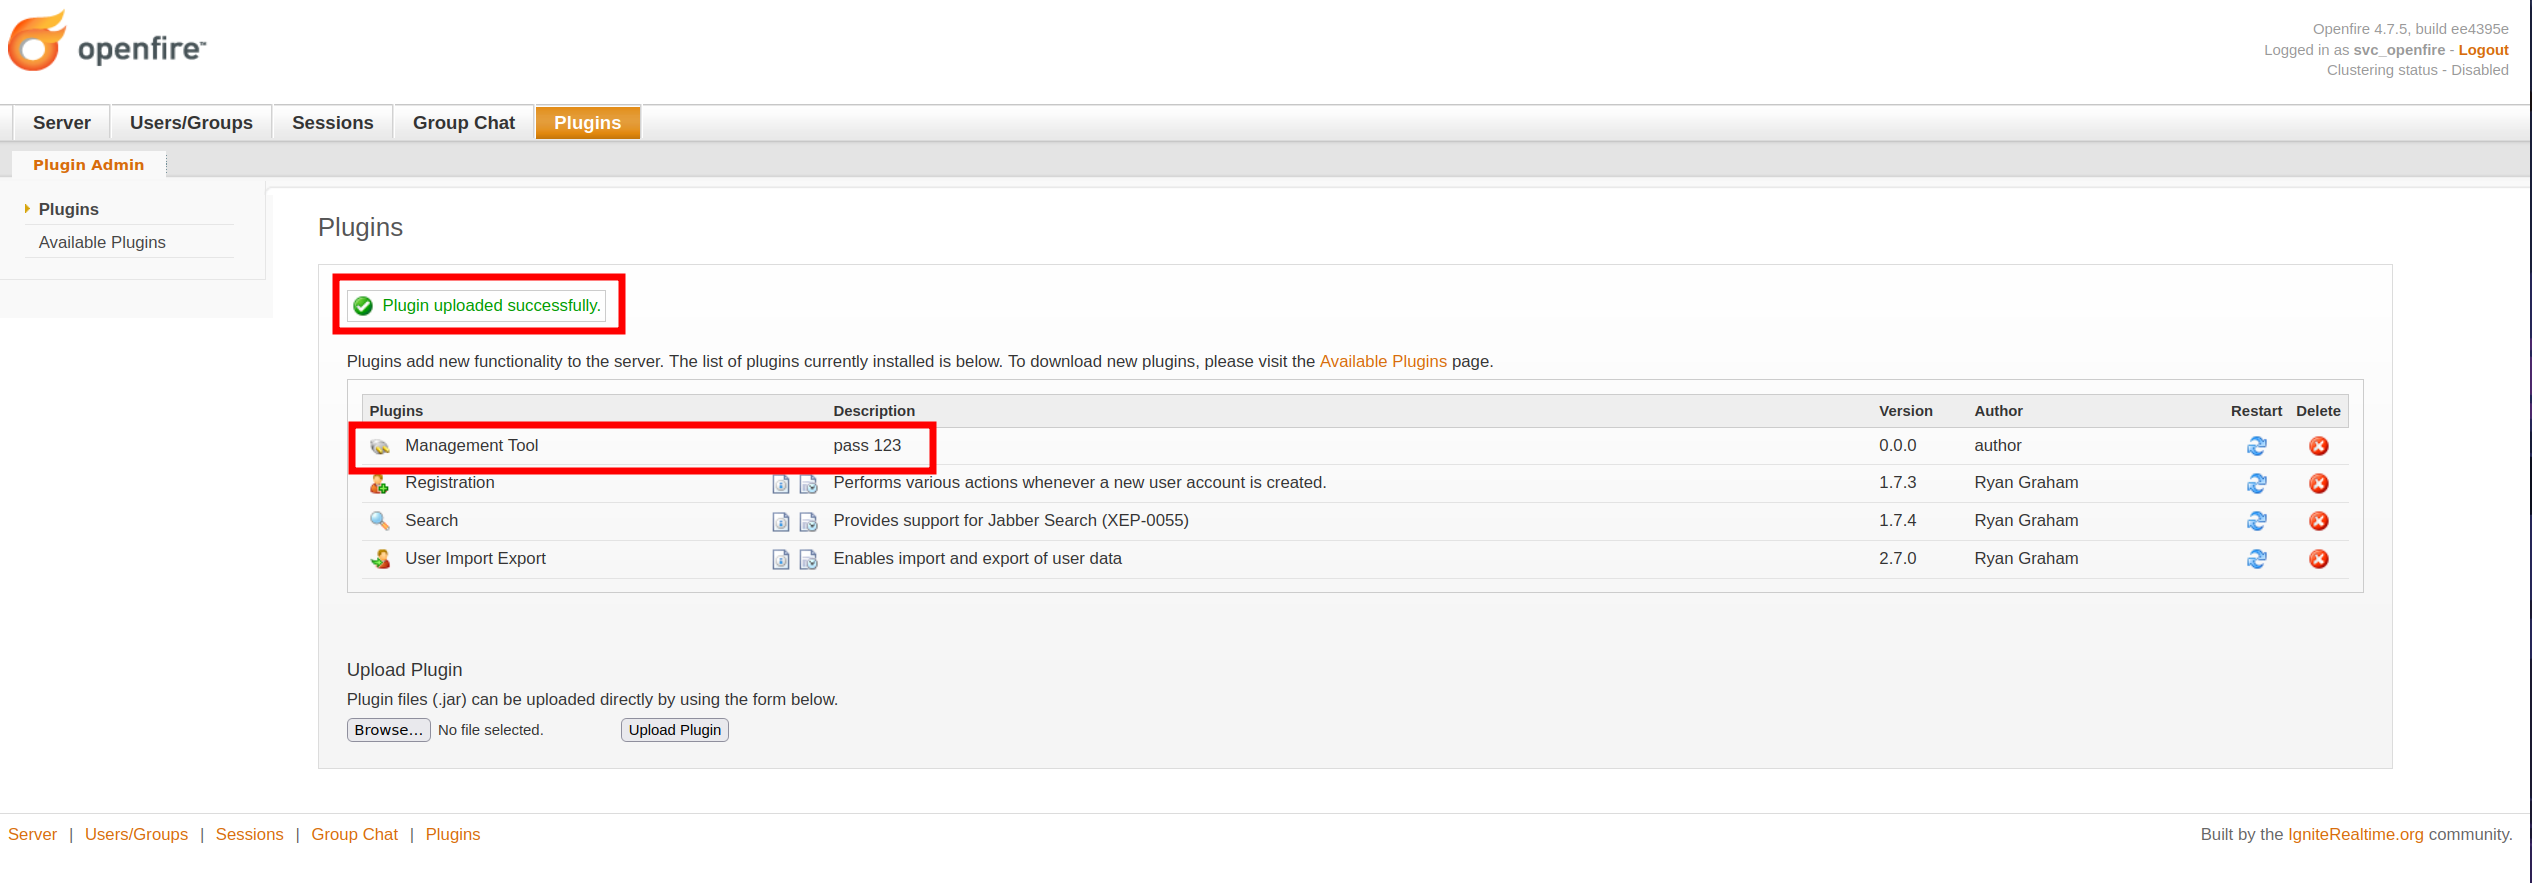 openfire™
Openfire 4.7.5, build ee4395e
Logged in as svc_openfire - Logout
Clustering status - Disabled
Server Users/Groups Sessions Group Chat Plugins
Plugin Admin
Plugins
Available Plugins
Plugins
Plugin uploaded successfully.
Plugins add new functionality to the server. The list of plugins currently installed is below. To download new plugins, please visit the Available Plugins page.
Plugins Description Version Author Restart Delete
Management Tool pass 123 0.0.0 author
Registration Performs various actions whenever a new user account is created. 1.7.3 Ryan Graham
Search Provides support for Jabber Search (XEP-0055) 1.7.4 Ryan Graham
User Import Export Enables import and export of user data 2.7.0 Ryan Graham
Upload Plugin
Plugin files (.jar) can be uploaded directly by using the form below.
Browse... No file selected. Upload Plugin
Server | Users/Groups | Sessions | Group Chat | Plugins
Built by the IgniteRealtime.org community.